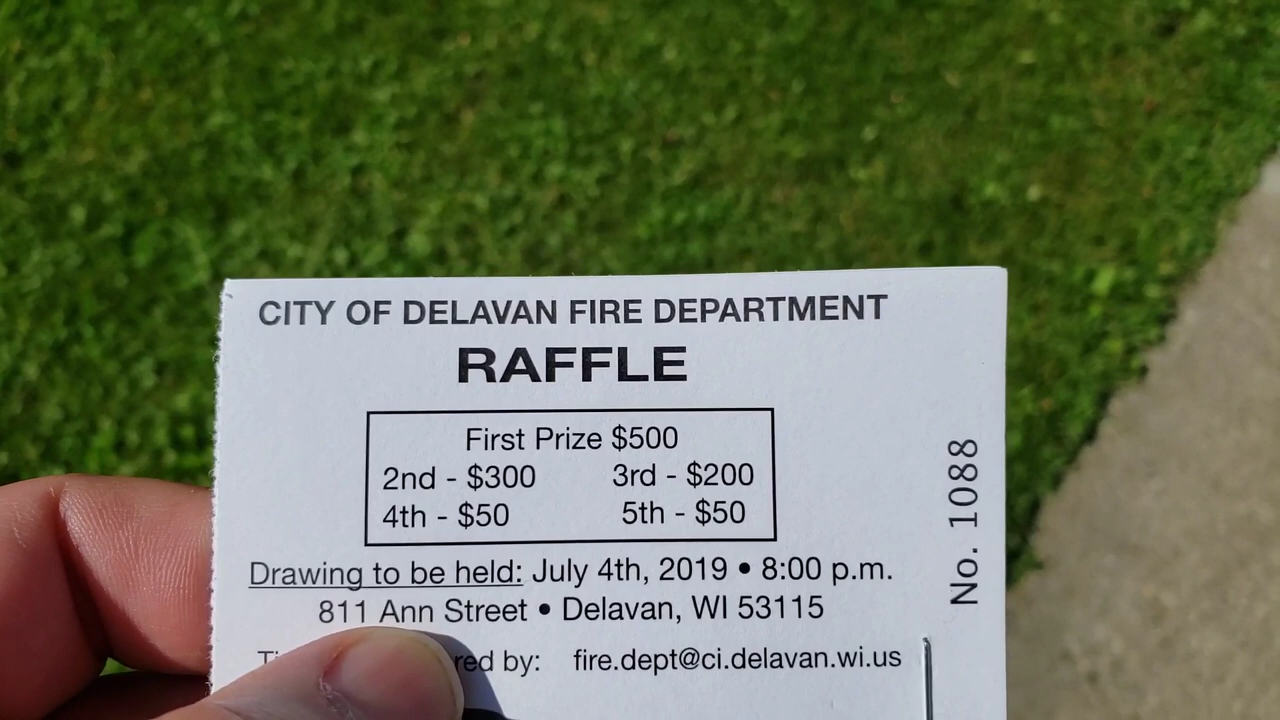 CITY OF DELAVAN FIRE DEPARTMENT
RAFFLE
First Prize $500
2nd - $300 3rd - $200
4th - $50 5th - $50
Drawing to be held: July 4th, 2019 • 8:00 p.m.
811 Ann Street • Delavan, WI 53115
by: fire.dept@ci.delavan.wi.us
No. 1088